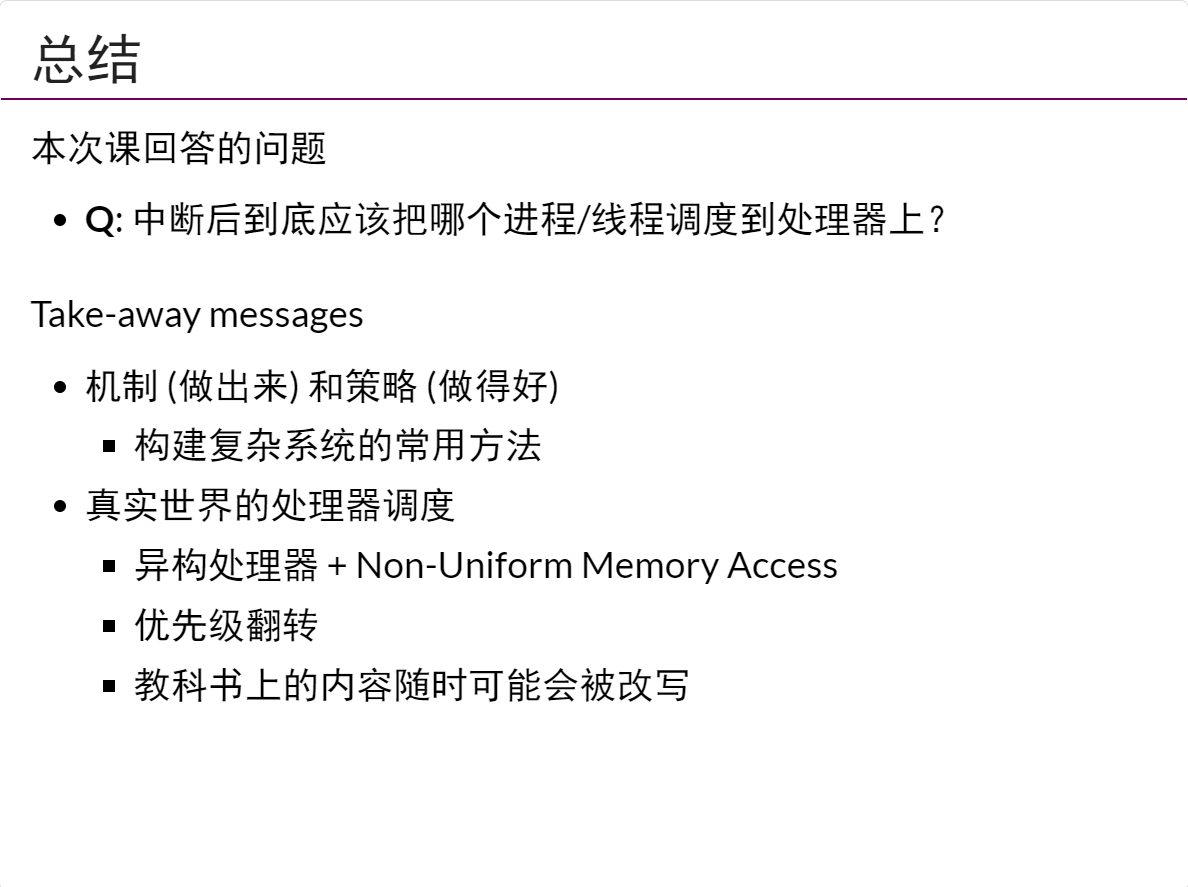 总结
本次课回答的问题
• Q: 中断后到底应该把哪个进程/线程调度到处理器上？
Take-away messages
• 机制 (做出来) 和策略 (做得好)
▪ 构建复杂系统的常用方法
• 真实世界的处理器调度
▪ 异构处理器 + Non-Uniform Memory Access
▪ 优先级翻转
▪ 教科书上的内容随时可能会被改写